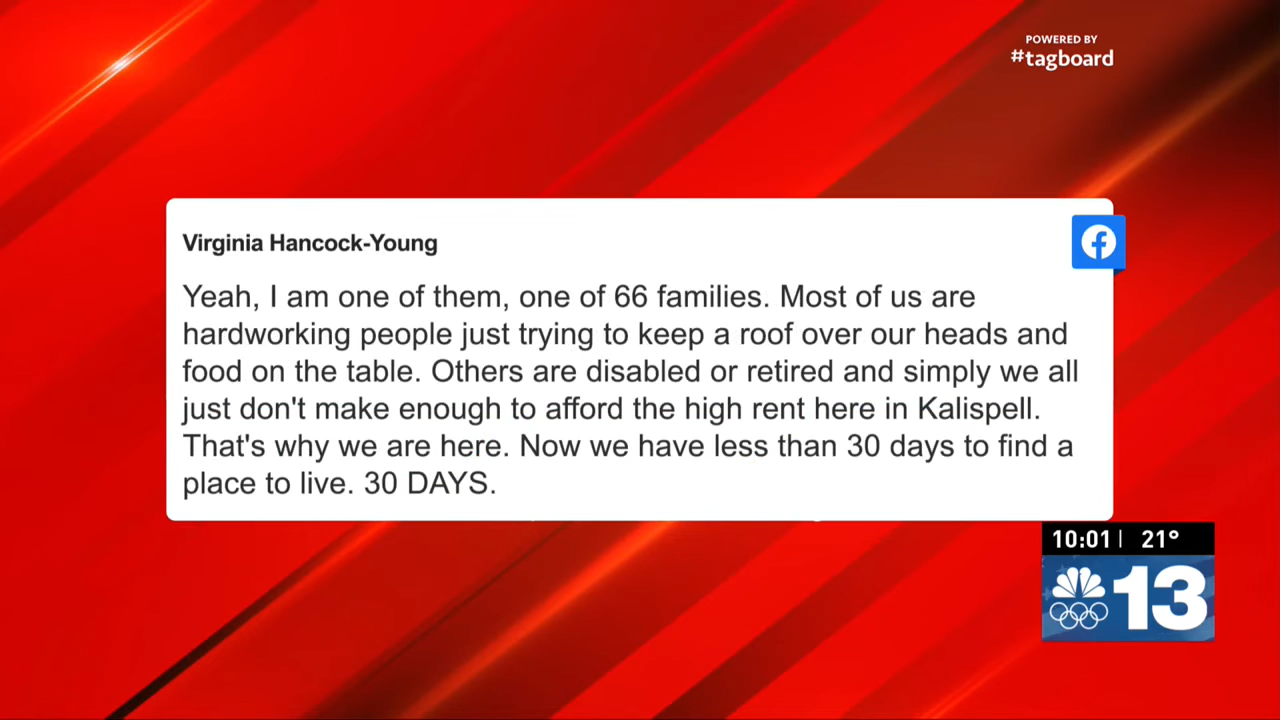 POWERED BY
#tagboard
Virginia Hancock-Young
Yeah, I am one of them, one of 66 families. Most of us are
hardworking people just trying to keep a roof over our heads and
food on the table. Others are disabled or retired and simply we all
just don't make enough to afford the high rent here in Kalispell.
That's why we are here. Now we have less than 30 days to find a
place to live. 30 DAYS.
10:01 21°
13